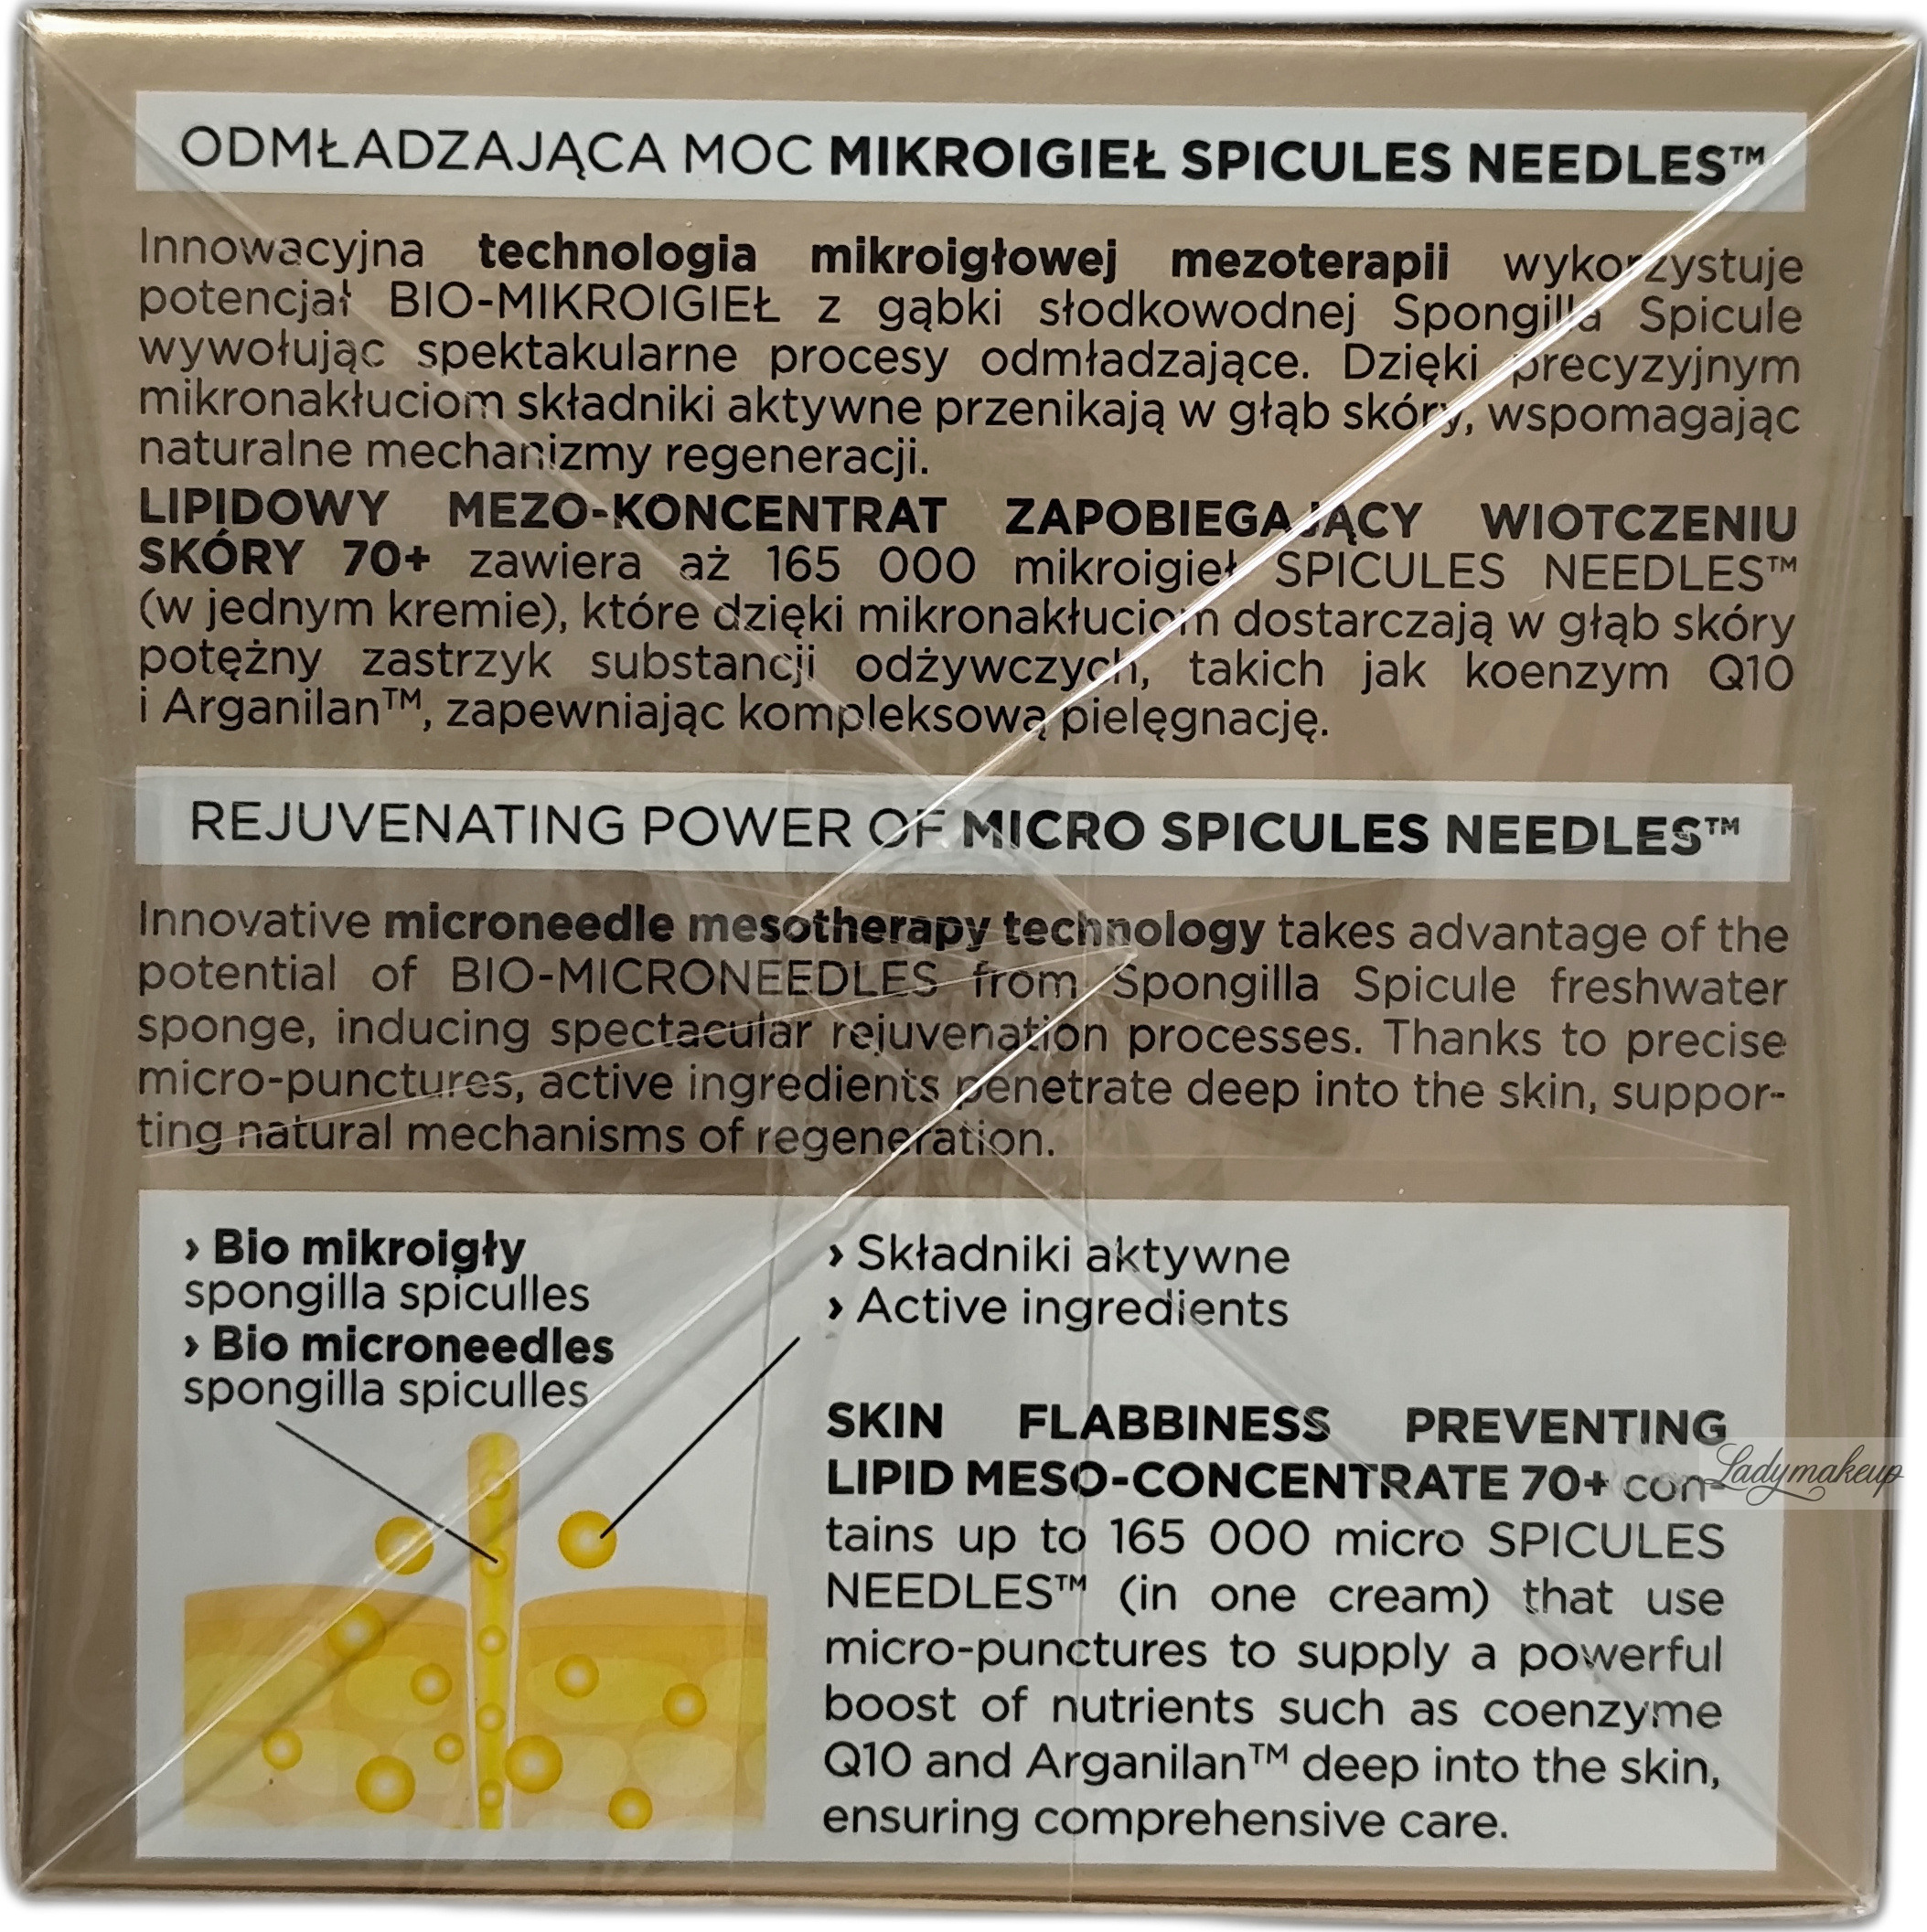 ODMŁADZAJĄCA MOC MIKROIGIEŁ SPICULES NEEDLES™
Innowacyjna technologia mikroigłowej mezoterapii wykorzystuje
potencjał BIO-MIKROIGIEŁ z gąbki słodkowodnej Spongilla Spicule
wywołując spektakularne procesy odmładzające. Dzięki precyzyjnym
mikronakłuciom składniki aktywne przenikają w głąb skóry, wspomagając
naturalne mechanizmy regeneracji.
LIPIDOWY MEZO-KONCENTRAT ZAPOBIEGAJĄCY WIOTCZENIU
SKÓRY 70+ zawiera aż 165 000 mikroigieł SPICULES NEEDLES™
(w jednym kremie), które dzięki mikronakłuciom dostarczają w głąb skóry
potężny zastrzyk substancji odżywczych, takich jak koenzym Q10
i Arganilan™, zapewniając kompleksową pielęgnację.
REJUVENATING POWER OF MICRO SPICULES NEEDLES™
Innovative microneedle mesotherapy technology takes advantage of the
potential of BIO-MICRONEEDLES from Spongilla Spicule freshwater
sponge, inducing spectacular rejuvenation processes. Thanks to precise
micro-punctures, active ingredients penetrate deep into the skin, suppor-
ting natural mechanisms of regeneration.
› Bio mikroigły
spongilla spiculles
› Bio microneedles
spongilla spiculles
› Składniki aktywne
› Active ingredients
SKIN FLABBINESS PREVENTING
LIPID MESO-CONCENTRATE 70+ con-
tains up to 165 000 micro SPICULES
NEEDLES™ (in one cream) that use
micro-punctures to supply a powerful
boost of nutrients such as coenzyme
Q10 and Arganilan™ deep into the skin,
ensuring comprehensive care.
Ladymakeup